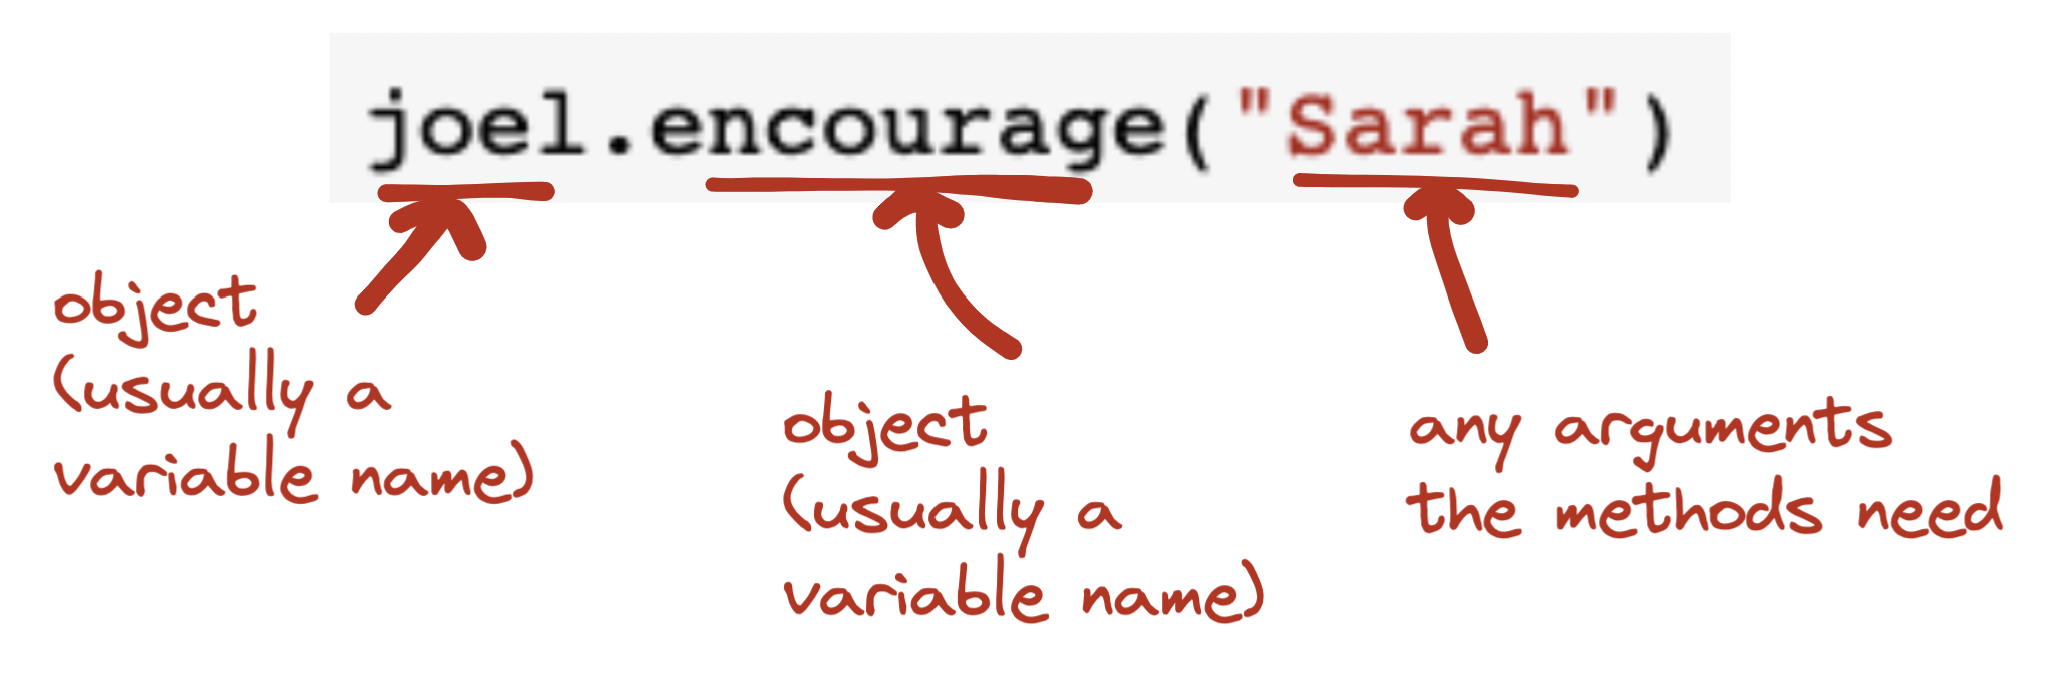 joel.encourage("Sarah")
object
(usually a
variable name)
object
(usually a
variable name)
any arguments
the methods need